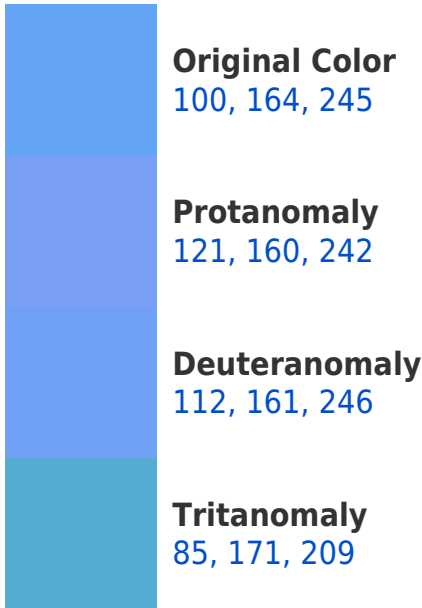 Original Color
100, 164, 245
Protanomaly
121, 160, 242
Deuteranomaly
112, 161, 246
Tritanomaly
85, 171, 209